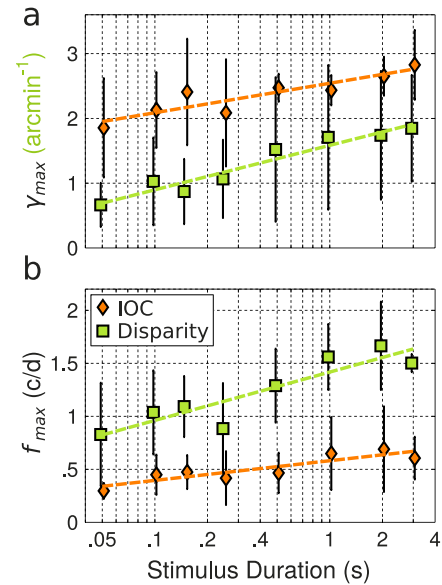 a
3
2
1
0
γmax (arcmin⁻¹)
b
IOC
Disparity
2
1.5
1
.5
0
fmax (c/d)
.05 .1 .2 .4 1 2 4
Stimulus Duration (s)